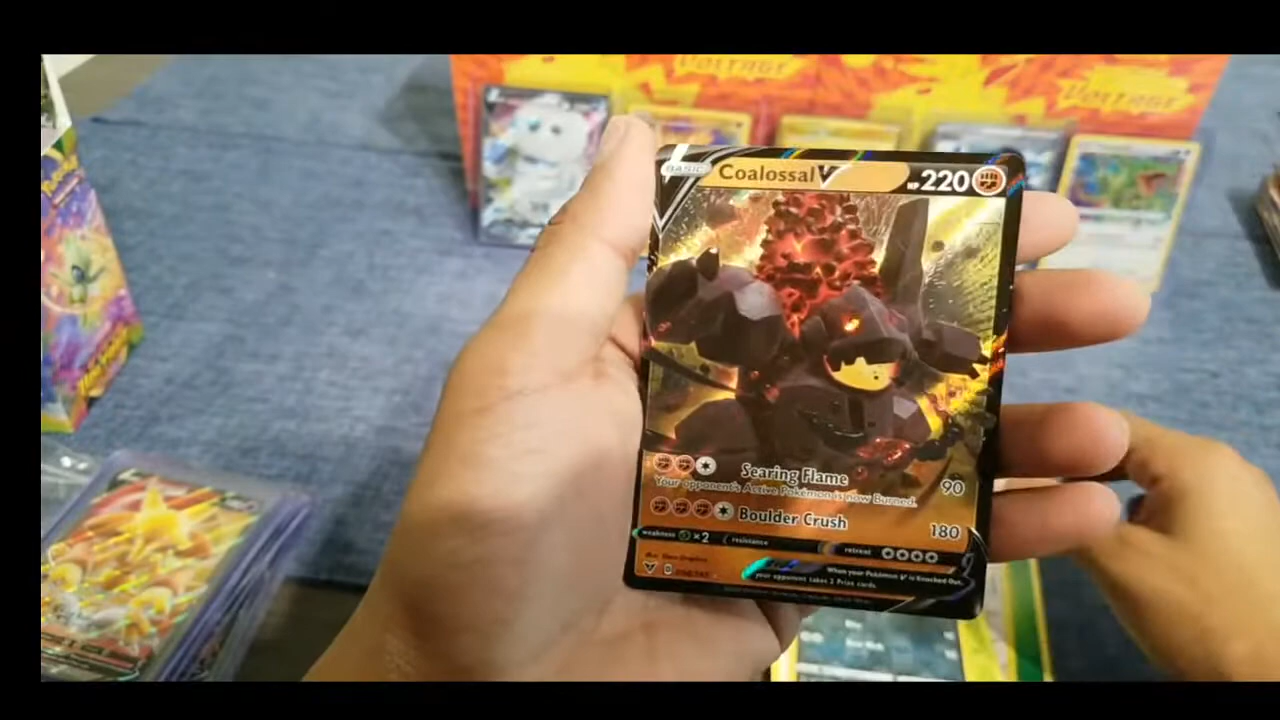 VOLTAGE
VOLTAGE
BASIC
Coalossal V
HP 220
Searing Flame
90
Your opponent's Active Pokémon is now Burned.
Boulder Crush
180
weakness
×2
resistance
retreat
When your Pokémon V is Knocked Out,
your opponent takes 2 Prize cards.